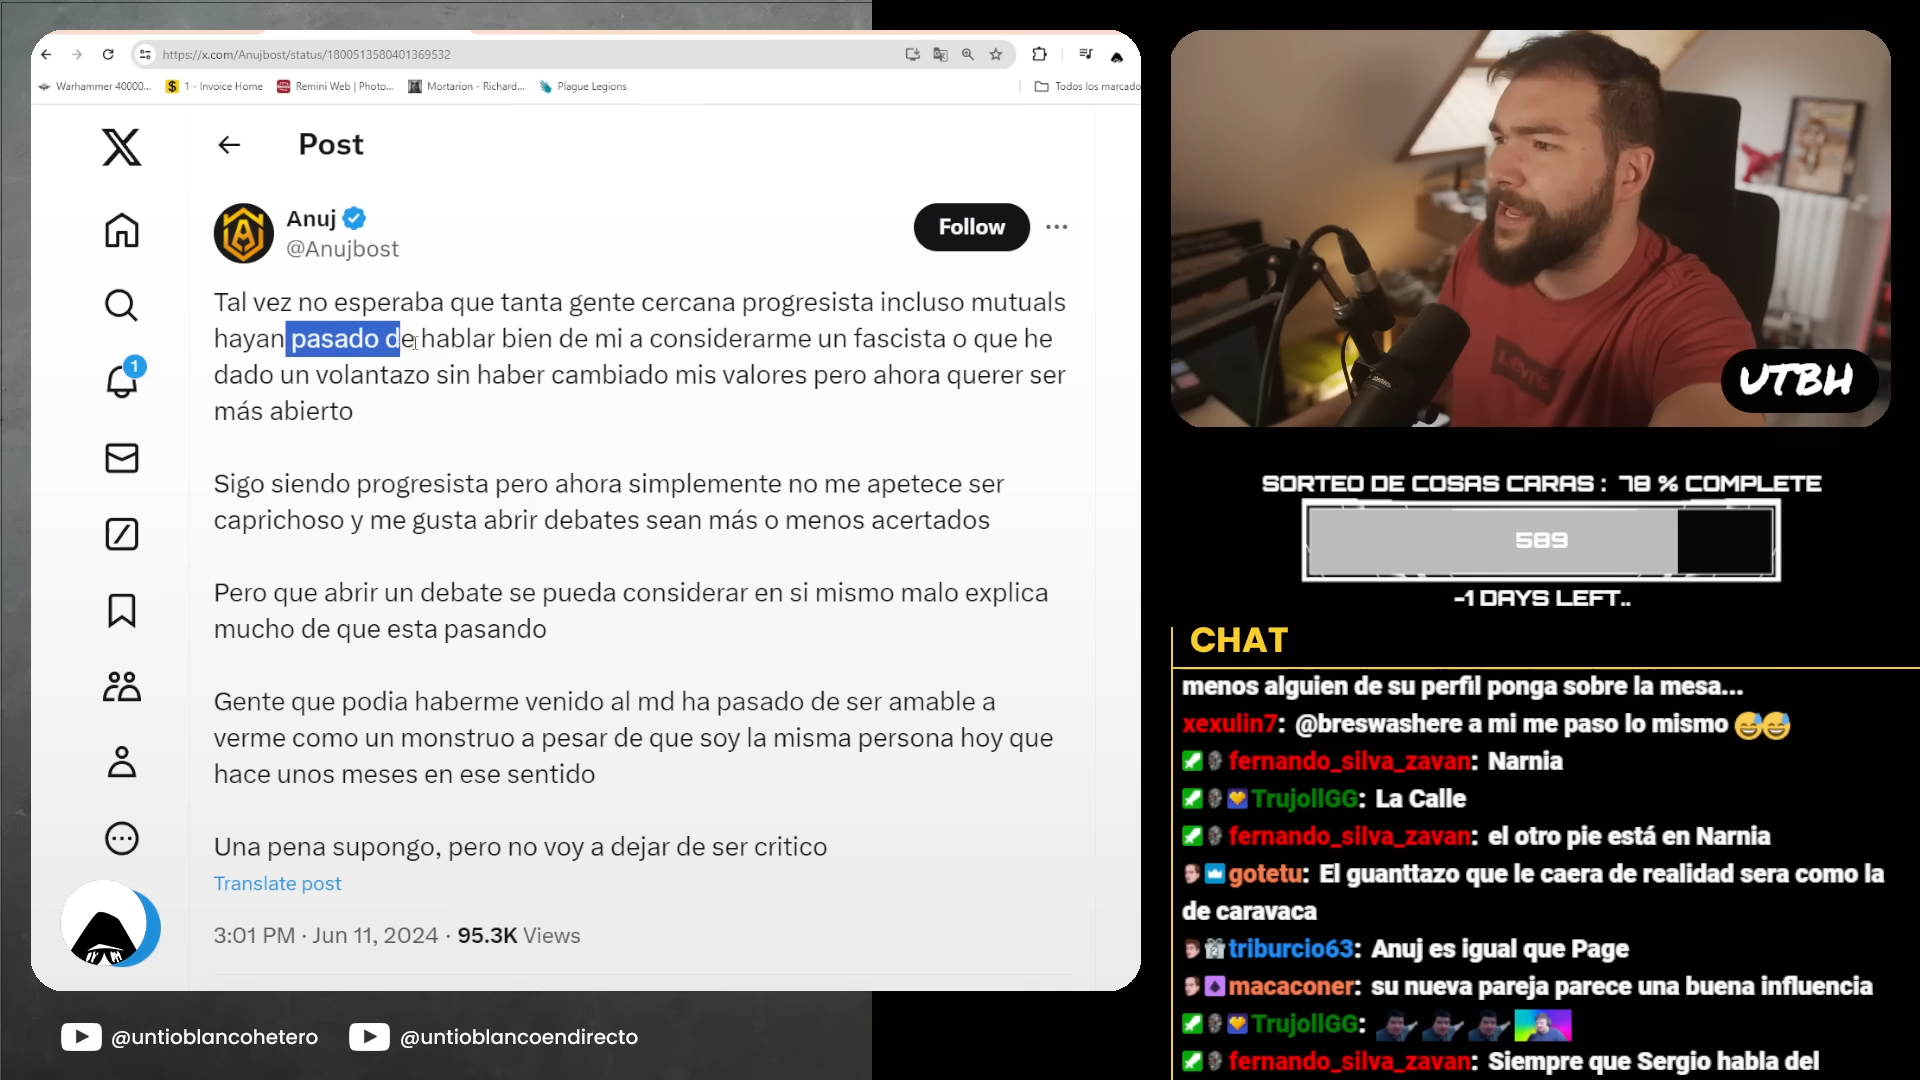 https://x.com/Anujbost/status/1800513580401369532
Warhammer 40000...
1 - Invoice Home
Remini Web | Photo...
Mortarion - Richard...
Plague Legions
Todos los marcado
Post
Anuj
@Anujbost
Follow
Tal vez no esperaba que tanta gente cercana progresista incluso mutuals
hayan pasado de hablar bien de mi a considerarme un fascista o que he
dado un volantazo sin haber cambiado mis valores pero ahora querer ser
más abierto
Sigo siendo progresista pero ahora simplemente no me apetece ser
caprichoso y me gusta abrir debates sean más o menos acertados
Pero que abrir un debate se pueda considerar en si mismo malo explica
mucho de que esta pasando
Gente que podia haberme venido al md ha pasado de ser amable a
verme como un monstruo a pesar de que soy la misma persona hoy que
hace unos meses en ese sentido
Una pena supongo, pero no voy a dejar de ser critico
Translate post
3:01 PM · Jun 11, 2024 · 95.3K Views
1
@untioblancohetero
@untioblancoendirecto
Levi's
UTBH
SORTEO DE COSAS CARAS : 78 % COMPLETE
589
-1 DAYS LEFT..
CHAT
menos alguien de su perfil ponga sobre la mesa...
xexulin7: @breswashere a mi me paso lo mismo 😅😅
fernando_silva_zavan: Narnia
TrujollGG: La Calle
fernando_silva_zavan: el otro pie está en Narnia
gotetu: El guanttazo que le caera de realidad sera como la
de caravaca
triburcio63: Anuj es igual que Page
macaconer: su nueva pareja parece una buena influencia
TrujollGG:
fernando_silva_zavan: Siempre que Sergio habla del